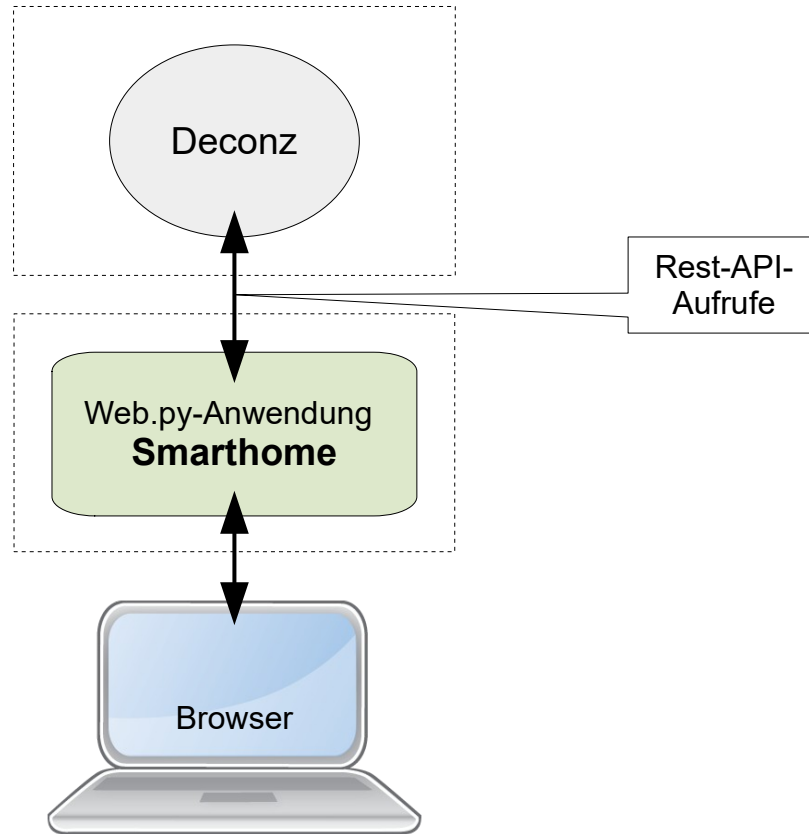 Deconz
Rest-API-
Aufrufe
Web.py-Anwendung
Smarthome
Browser